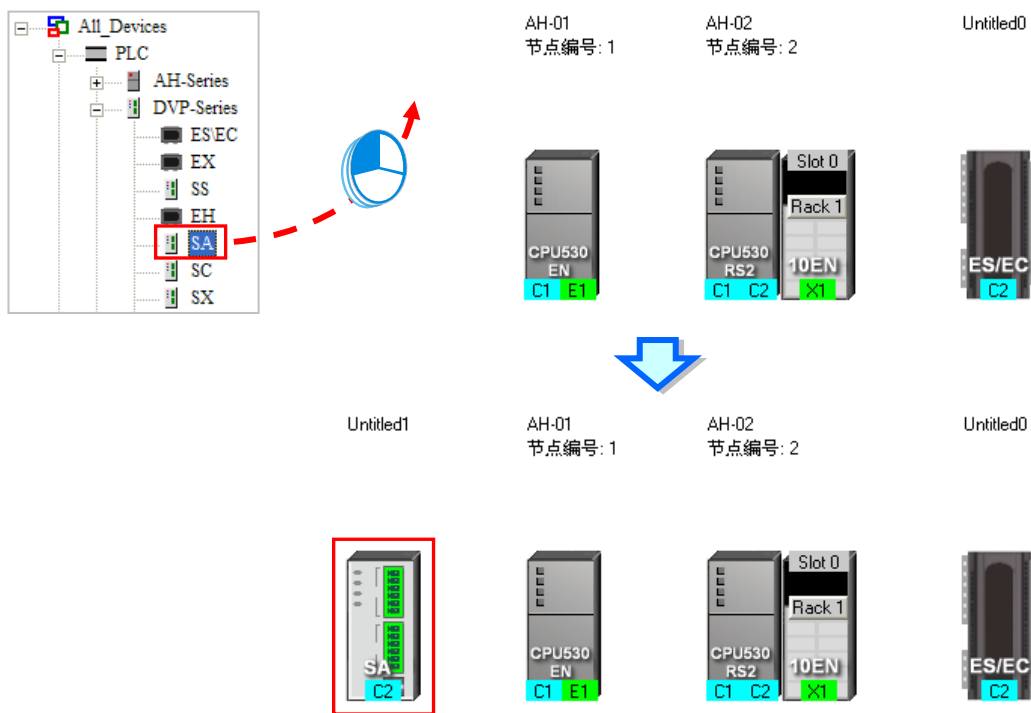 All_Devices
PLC
AH-Series
DVP-Series
ES\EC
EX
SS
EH
SA
SC
SX
AH-01
节点编号: 1
AH-02
节点编号: 2
Untitled0
CPU530
EN
C1 E1
Slot 0
Rack 1
CPU530
RS2
10EN
C1 C2
X1
ES/EC
C2
Untitled1
AH-01
节点编号: 1
AH-02
节点编号: 2
Untitled0
SA
C2
CPU530
EN
C1 E1
Slot 0
Rack 1
CPU530
RS2
10EN
C1 C2
X1
ES/EC
C2